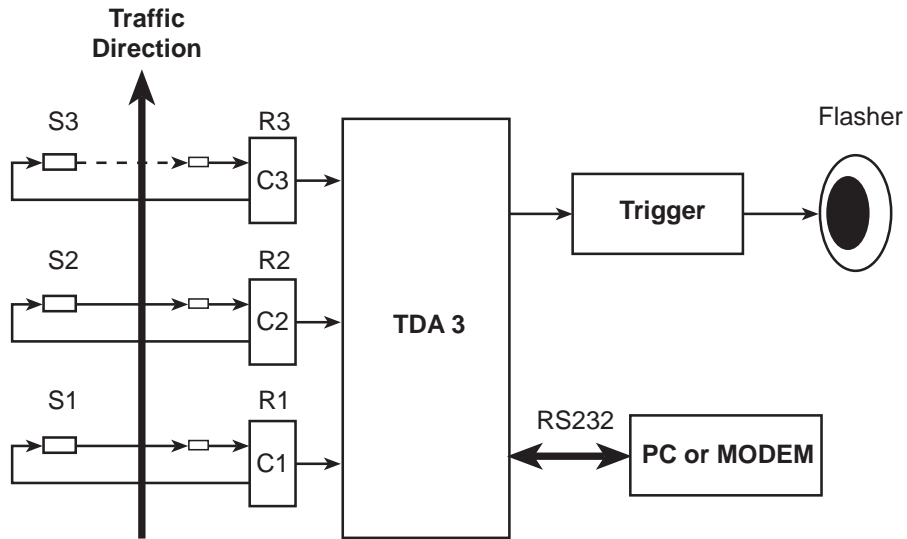 Traffic
Direction
S3
R3
C3
Flasher
Trigger
S2
R2
C2
TDA 3
S1
R1
C1
RS232
PC or MODEM